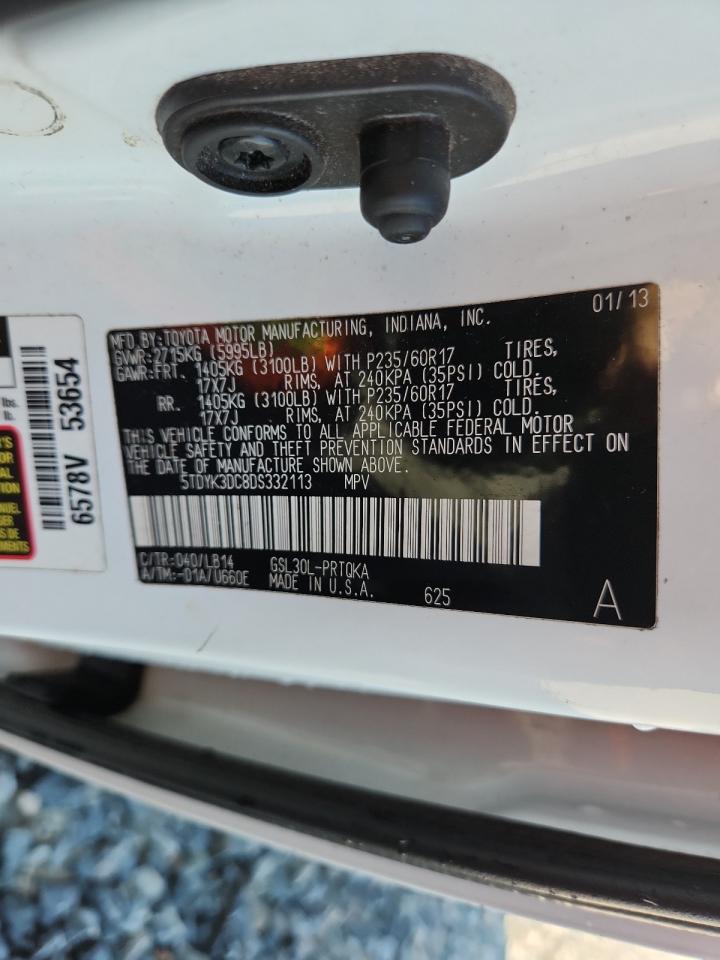 01/13
MFD.BY:TOYOTA MOTOR MANUFACTURING, INDIANA, INC.
GVWR:2715KG (5995LB)
GAWR:FRT. 1405KG (3100LB) WITH P235/60R17 TIRES,
17X7J RIMS, AT 240KPA (35PSI) COLD.
RR. 1405KG (3100LB) WITH P235/60R17 TIRES,
17X7J RIMS, AT 240KPA (35PSI) COLD.
THIS VEHICLE CONFORMS TO ALL APPLICABLE FEDERAL MOTOR
VEHICLE SAFETY AND THEFT PREVENTION STANDARDS IN EFFECT ON
THE DATE OF MANUFACTURE SHOWN ABOVE.
5TDYK3DC8DS332113 MPV
C/TR:040/LB14 GSL30L-PRTQKA
A/TM:-01A/U660E MADE IN U.S.A. 625
A
6578V 53654
lbs.
lb.